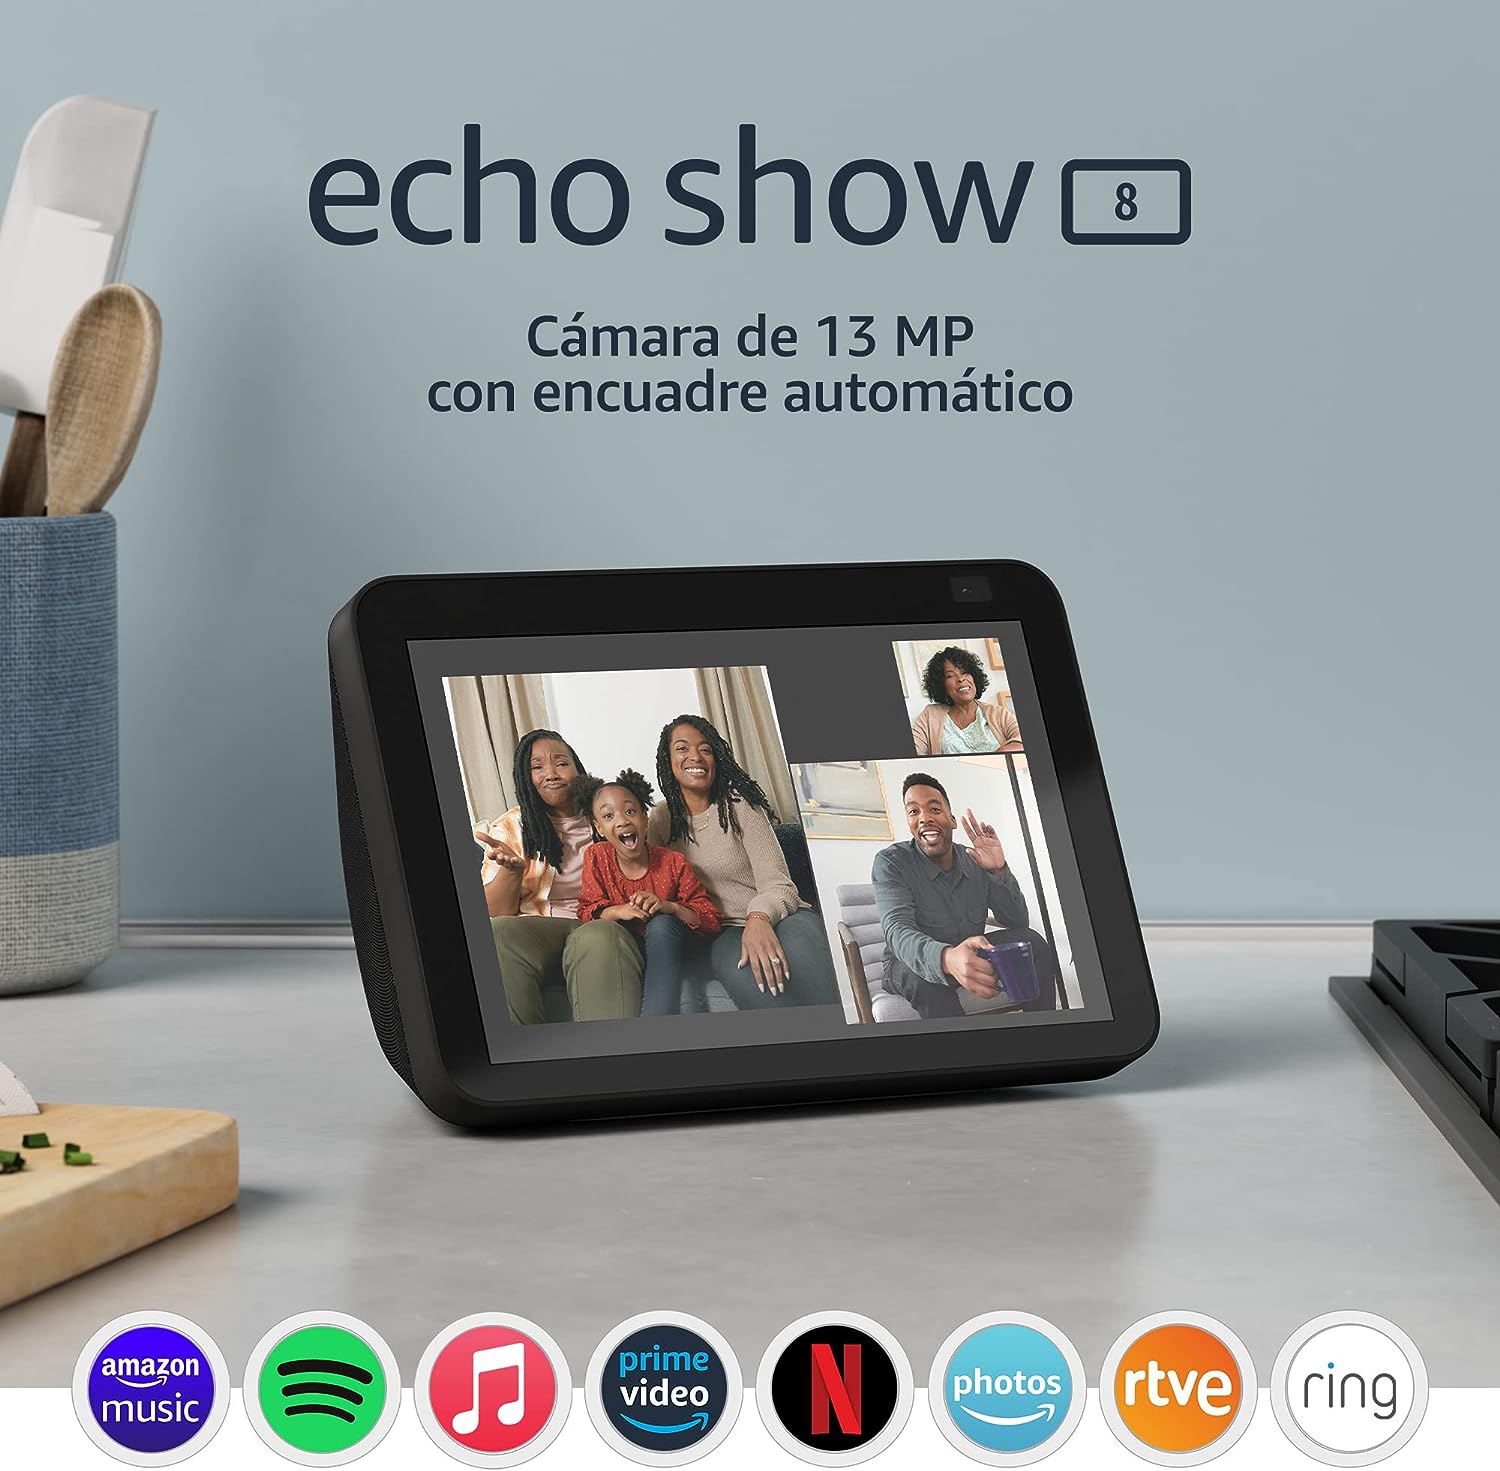 echo show 8
Cámara de 13 MP
con encuadre automático
amazon
music
prime
video
N
photos
rtve
ring